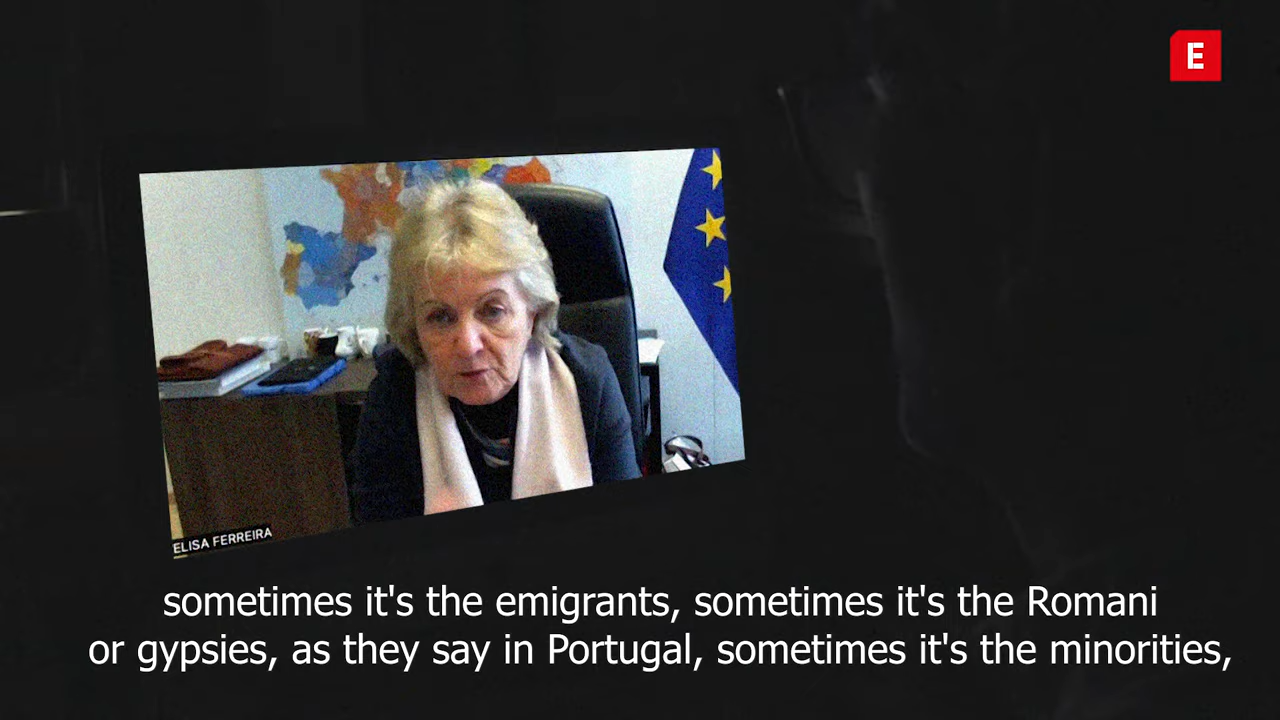 E
ELISA FERREIRA
sometimes it's the emigrants, sometimes it's the Romani
or gypsies, as they say in Portugal, sometimes it's the minorities,